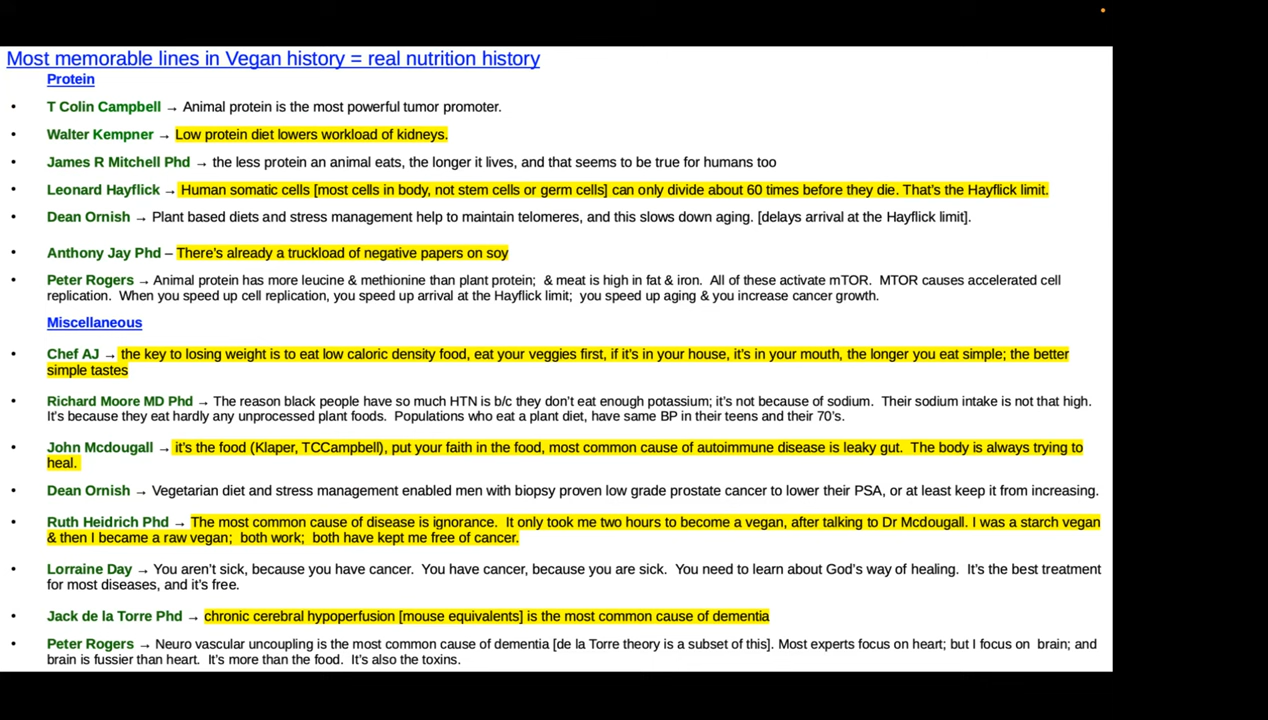 Most memorable lines in Vegan history = real nutrition history
Protein
• T Colin Campbell → Animal protein is the most powerful tumor promoter.
• Walter Kempner → Low protein diet lowers workload of kidneys.
• James R Mitchell Phd → the less protein an animal eats, the longer it lives, and that seems to be true for humans too
• Leonard Hayflick → Human somatic cells [most cells in body, not stem cells or germ cells] can only divide about 60 times before they die. That's the Hayflick limit.
• Dean Ornish → Plant based diets and stress management help to maintain telomeres, and this slows down aging. [delays arrival at the Hayflick limit].
• Anthony Jay Phd – There's already a truckload of negative papers on soy
• Peter Rogers → Animal protein has more leucine & methionine than plant protein; & meat is high in fat & iron. All of these activate mTOR. MTOR causes accelerated cell
replication. When you speed up cell replication, you speed up arrival at the Hayflick limit; you speed up aging & you increase cancer growth.
Miscellaneous
• Chef AJ → the key to losing weight is to eat low caloric density food, eat your veggies first, if it's in your house, it's in your mouth, the longer you eat simple; the better
simple tastes
• Richard Moore MD Phd → The reason black people have so much HTN is b/c they don't eat enough potassium; it's not because of sodium. Their sodium intake is not that high.
It's because they eat hardly any unprocessed plant foods. Populations who eat a plant diet, have same BP in their teens and their 70's.
• John Mcdougall → it's the food (Klaper, TCCampbell), put your faith in the food, most common cause of autoimmune disease is leaky gut. The body is always trying to
heal.
• Dean Ornish → Vegetarian diet and stress management enabled men with biopsy proven low grade prostate cancer to lower their PSA, or at least keep it from increasing.
• Ruth Heidrich Phd → The most common cause of disease is ignorance. It only took me two hours to become a vegan, after talking to Dr Mcdougall. I was a starch vegan
& then I became a raw vegan; both work; both have kept me free of cancer.
• Lorraine Day → You aren't sick, because you have cancer. You have cancer, because you are sick. You need to learn about God's way of healing. It's the best treatment
for most diseases, and it's free.
• Jack de la Torre Phd → chronic cerebral hypoperfusion [mouse equivalents] is the most common cause of dementia
• Peter Rogers → Neuro vascular uncoupling is the most common cause of dementia [de la Torre theory is a subset of this]. Most experts focus on heart; but I focus on brain; and
brain is fussier than heart. It's more than the food. It's also the toxins.